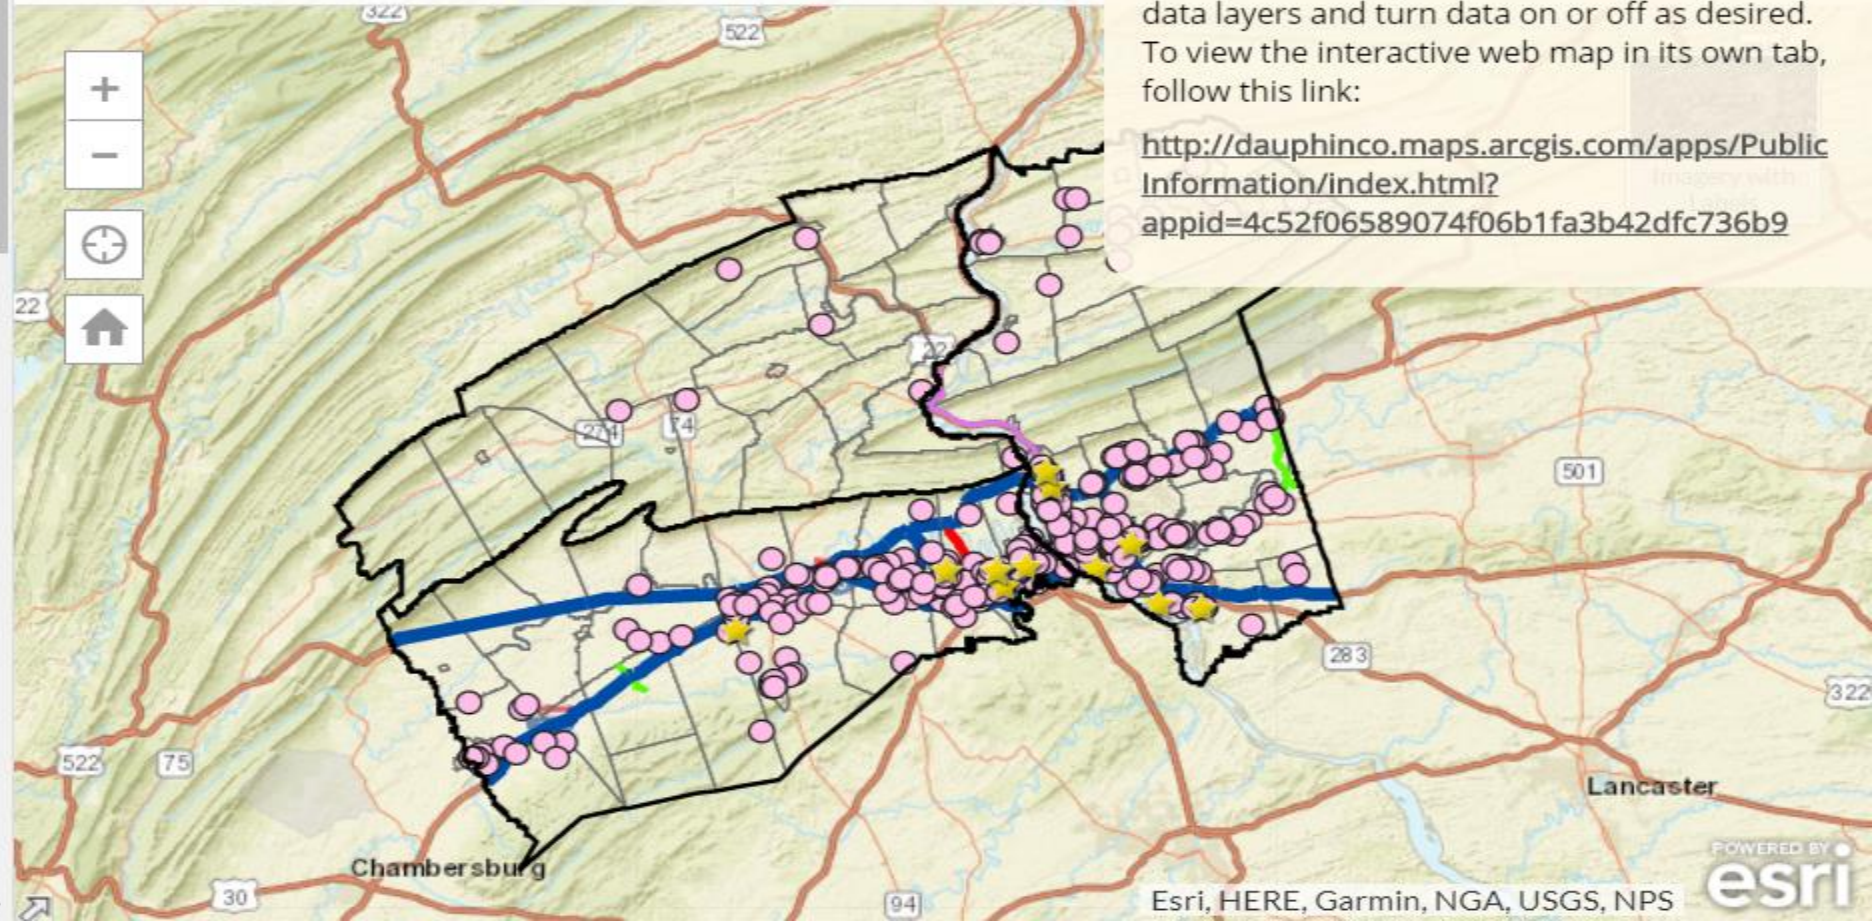 data layers and turn data on or off as desired.
To view the interactive web map in its own tab,
follow this link:
http://dauphinco.maps.arcgis.com/apps/Public
Information/index.html?
appid=4c52f06589074f06b1fa3b42dfc736b9
Imagery with
Labels
322
522
+
−
22
22
274
74
501
283
322
522
75
Lancaster
Chambersburg
30
94
POWERED BY
esri
Esri, HERE, Garmin, NGA, USGS, NPS